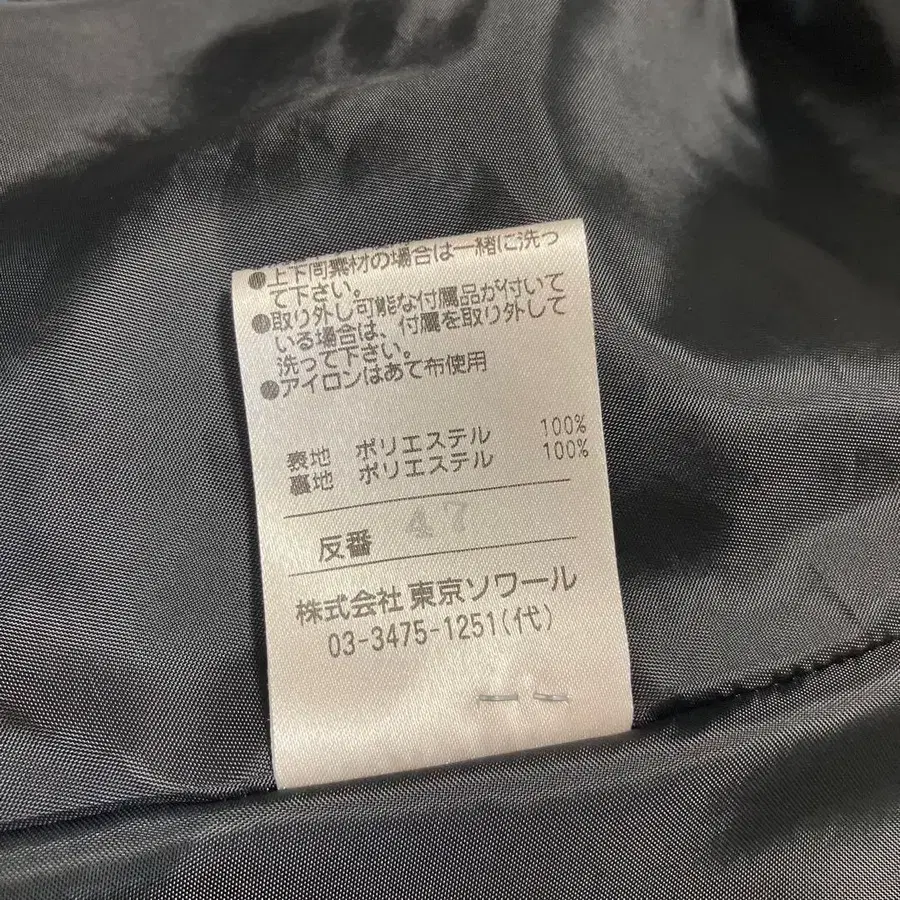 ●上下同素材の場合は一緒に洗っ
て下さい。
●取り外し可能な付属品が付いて
いる場合は、付属を取り外して
洗って下さい。
●アイロンはあて布使用
表地 ポリエステル 100%
裏地 ポリエステル 100%
反番 47
株式会社 東京ソワール
03-3475-1251(代)